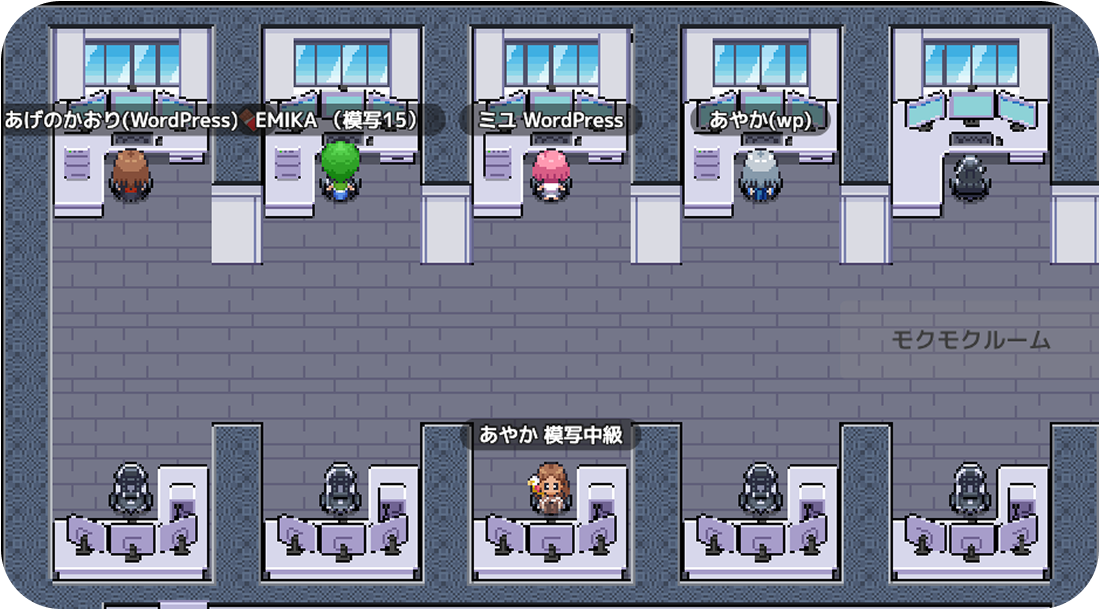 あげのかおり(WordPress)
EMIKA （模写15）
ミユ WordPress
あやか(wp)
モクモクルーム
あやか 模写中級